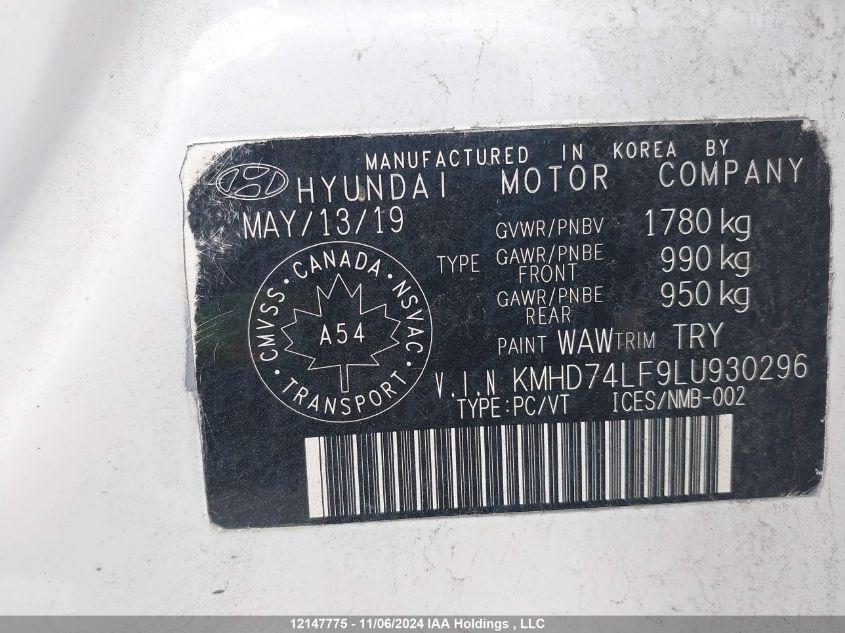 MANUFACTURED IN KOREA BY
HYUNDAI MOTOR COMPANY
MAY/13/19
GVWR/PNBV 1780 kg
TYPE GAWR/PNBE FRONT 990 kg
GAWR/PNBE REAR 950 kg
PAINT WAW TRIM TRY
CMVSS · CANADA · NSVAC · TRANSPORT ·
A54
V.I.N KMHD74LF9LU930296
TYPE:PC/VT ICES/NMB-002
12147775 - 11/06/2024 IAA Holdings , LLC